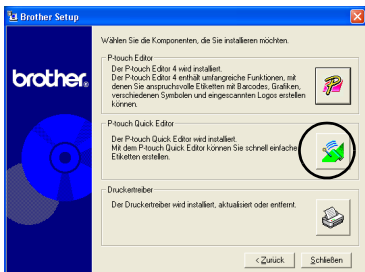 Brother Setup
Wählen Sie die Komponenten, die Sie installieren möchten.
brother.
P-touch Editor
Der P-touch Editor 4 wird installiert.
Der P-touch Editor 4 enthält umfangreiche Funktionen, mit
denen Sie anspruchsvolle Etiketten mit Barcodes, Grafiken,
verschiedenen Symbolen und eingescannten Logos erstellen
können.
P-touch Quick Editor
Der P-touch Quick Editor wird installiert.
Mit dem P-touch Quick Editor können Sie schnell einfache
Etiketten erstellen.
Druckertreiber
Der Druckertreiber wird installiert, aktualisiert oder entfernt.
< Zurück
Schließen